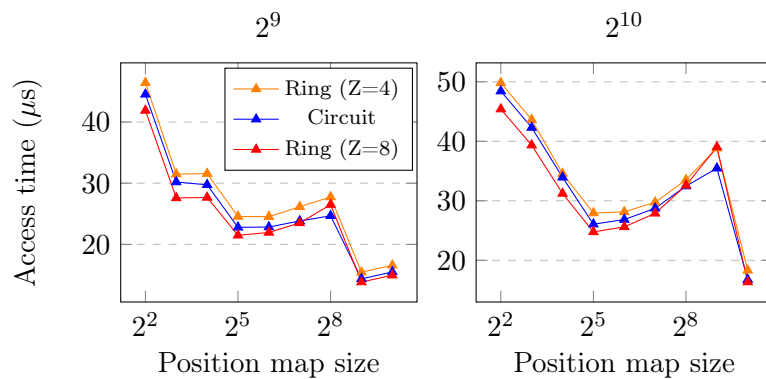 2^9
2^10
Access time (μs)
40
30
20
Ring (Z=4)
Circuit
Ring (Z=8)
2^2
2^5
2^8
Position map size
50
40
30
20
2^2
2^5
2^8
Position map size